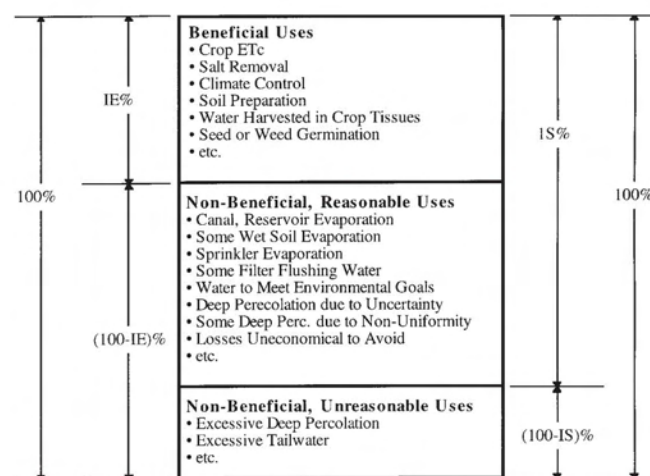 Beneficial Uses
• Crop ETc
• Salt Removal
• Climate Control
• Soil Preparation
• Water Harvested in Crop Tissues
• Seed or Weed Germination
• etc.
IE%
1S%
100%
100%
Non-Beneficial, Reasonable Uses
• Canal, Reservoir Evaporation
• Some Wet Soil Evaporation
• Sprinkler Evaporation
• Some Filter Flushing Water
• Water to Meet Environmental Goals
• Deep Perecolation due to Uncertainty
• Some Deep Perc. due to Non-Uniformity
• Losses Uneconomical to Avoid
• etc.
(100-IE)%
Non-Beneficial, Unreasonable Uses
• Excessive Deep Percolation
• Excessive Tailwater
• etc.
(100-IS)%